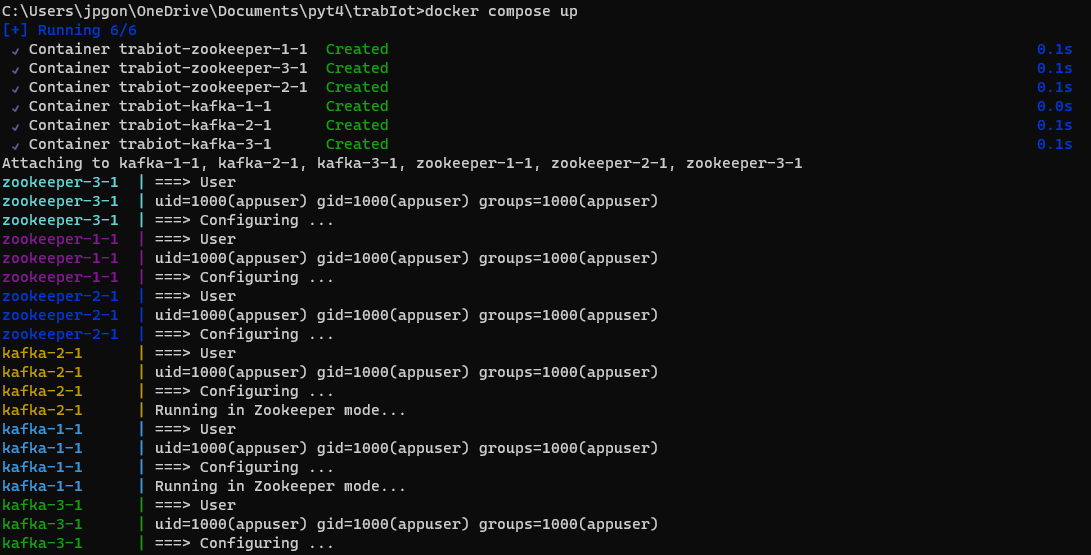 C:\Users\jpgon\OneDrive\Documents\pyt4\trabIot>docker compose up
[+] Running 6/6
✓ Container trabiot-zookeeper-1-1 Created 0.1s
✓ Container trabiot-zookeeper-3-1 Created 0.1s
✓ Container trabiot-zookeeper-2-1 Created 0.1s
✓ Container trabiot-kafka-1-1 Created 0.0s
✓ Container trabiot-kafka-2-1 Created 0.1s
✓ Container trabiot-kafka-3-1 Created 0.1s
Attaching to kafka-1-1, kafka-2-1, kafka-3-1, zookeeper-1-1, zookeeper-2-1, zookeeper-3-1
zookeeper-3-1 | ===> User
zookeeper-3-1 | uid=1000(appuser) gid=1000(appuser) groups=1000(appuser)
zookeeper-3-1 | ===> Configuring ...
zookeeper-1-1 | ===> User
zookeeper-1-1 | uid=1000(appuser) gid=1000(appuser) groups=1000(appuser)
zookeeper-1-1 | ===> Configuring ...
zookeeper-2-1 | ===> User
zookeeper-2-1 | uid=1000(appuser) gid=1000(appuser) groups=1000(appuser)
zookeeper-2-1 | ===> Configuring ...
kafka-2-1 | ===> User
kafka-2-1 | uid=1000(appuser) gid=1000(appuser) groups=1000(appuser)
kafka-2-1 | ===> Configuring ...
kafka-2-1 | Running in Zookeeper mode...
kafka-1-1 | ===> User
kafka-1-1 | uid=1000(appuser) gid=1000(appuser) groups=1000(appuser)
kafka-1-1 | ===> Configuring ...
kafka-1-1 | Running in Zookeeper mode...
kafka-3-1 | ===> User
kafka-3-1 | uid=1000(appuser) gid=1000(appuser) groups=1000(appuser)
kafka-3-1 | ===> Configuring ...